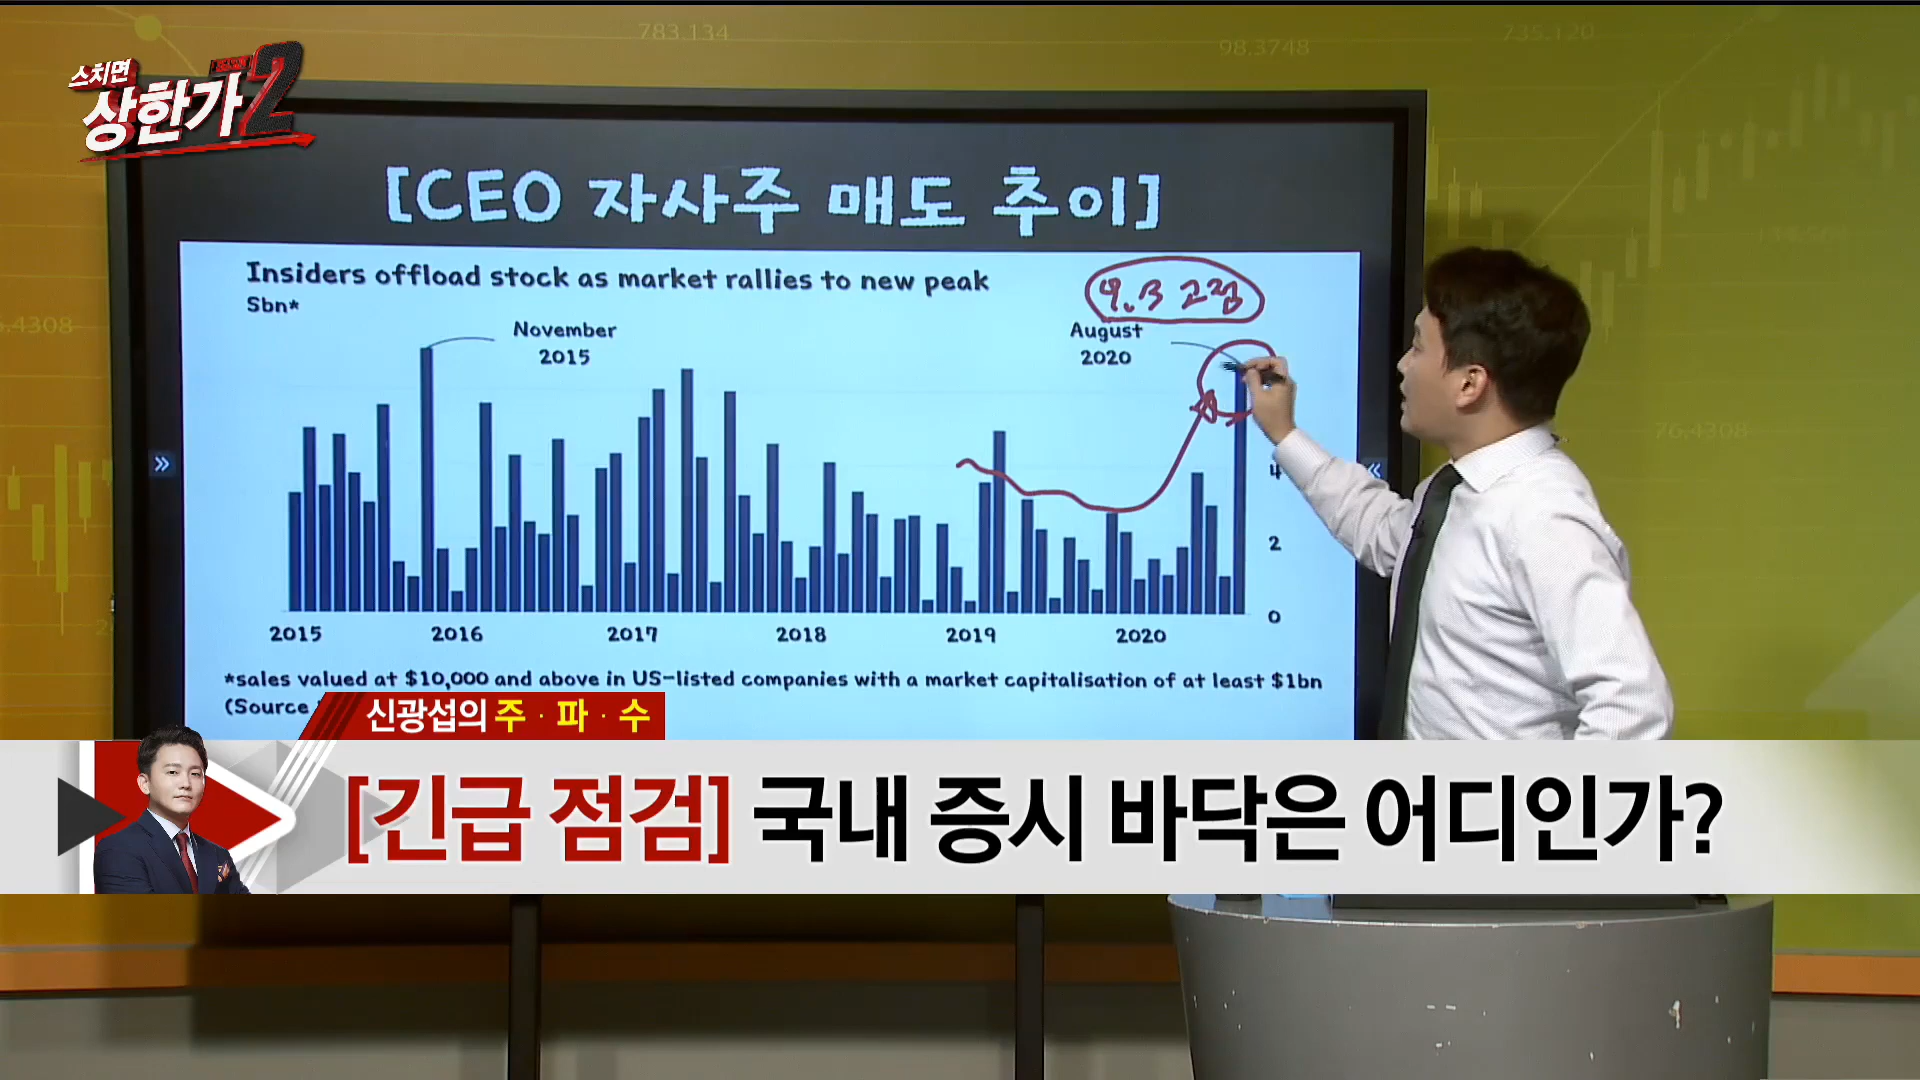 783.134
98.3748
735.120
스치면
상한가2
[CEO 자사주 매도 추이]
Insiders offload stock as market rallies to new peak
Sbn*
9.3 고점
November
2015
August
2020
4
2
0
2015 2016 2017 2018 2019 2020
*sales valued at $10,000 and above in US-listed companies with a market capitalisation of at least $1bn
(Source
76.4308
신광섭의 주·파·수
[긴급 점검] 국내 증시 바닥은 어디인가?